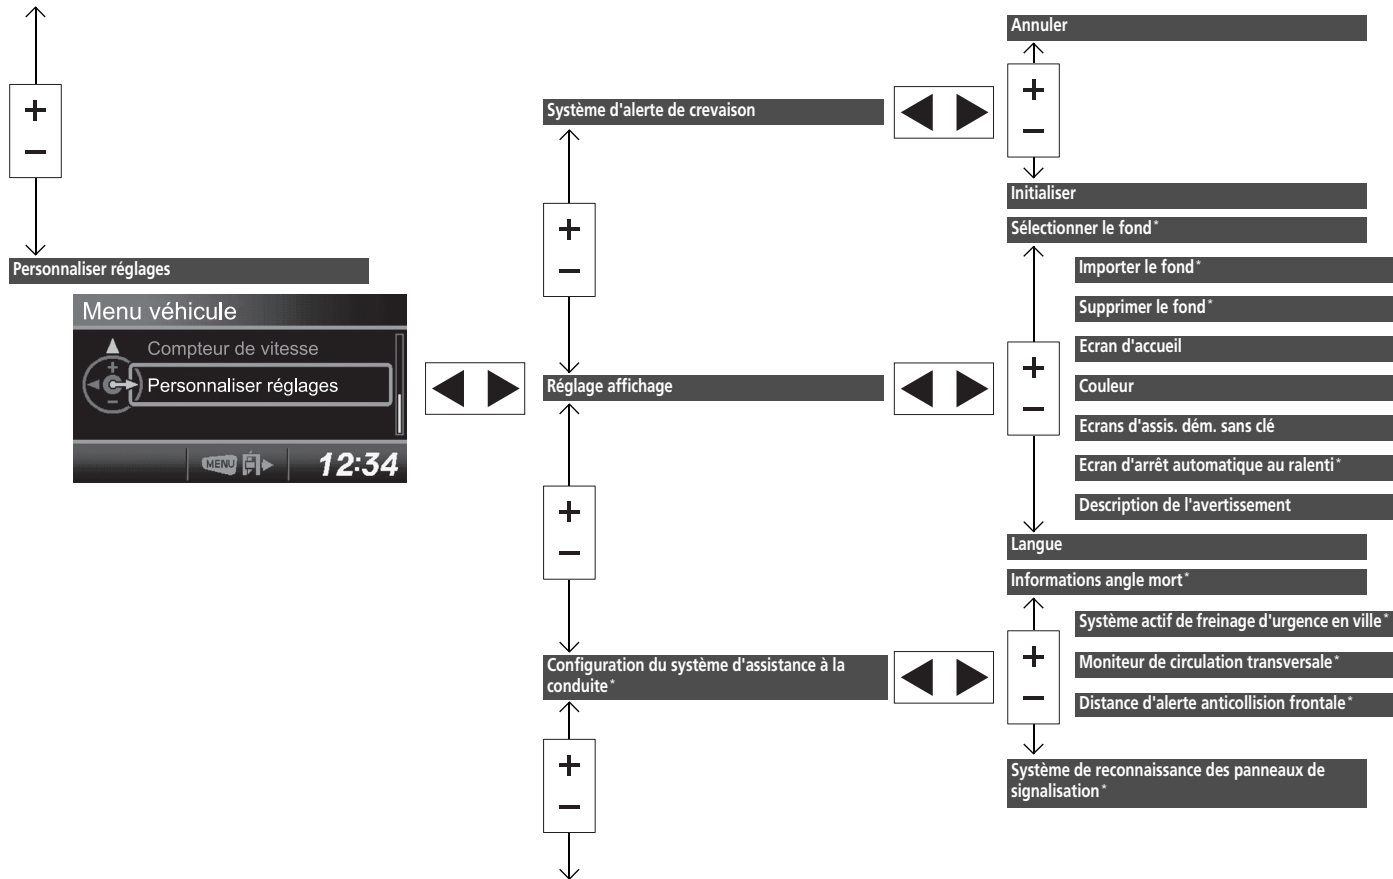 Annuler
+
−
Système d'alerte de crevaison
+
−
Initialiser
Sélectionner le fond*
+
−
Personnaliser réglages
Importer le fond*
Menu véhicule
Compteur de vitesse
Personnaliser réglages
MENU
12:34
Supprimer le fond*
Ecran d'accueil
+
−
Réglage affichage
Couleur
Ecrans d'assis. dém. sans clé
Ecran d'arrêt automatique au ralenti*
Description de l'avertissement
+
−
Langue
Informations angle mort*
Système actif de freinage d'urgence en ville*
+
−
Configuration du système d'assistance à la
conduite*
Moniteur de circulation transversale*
Distance d'alerte anticollision frontale*
+
−
Système de reconnaissance des panneaux de
signalisation*